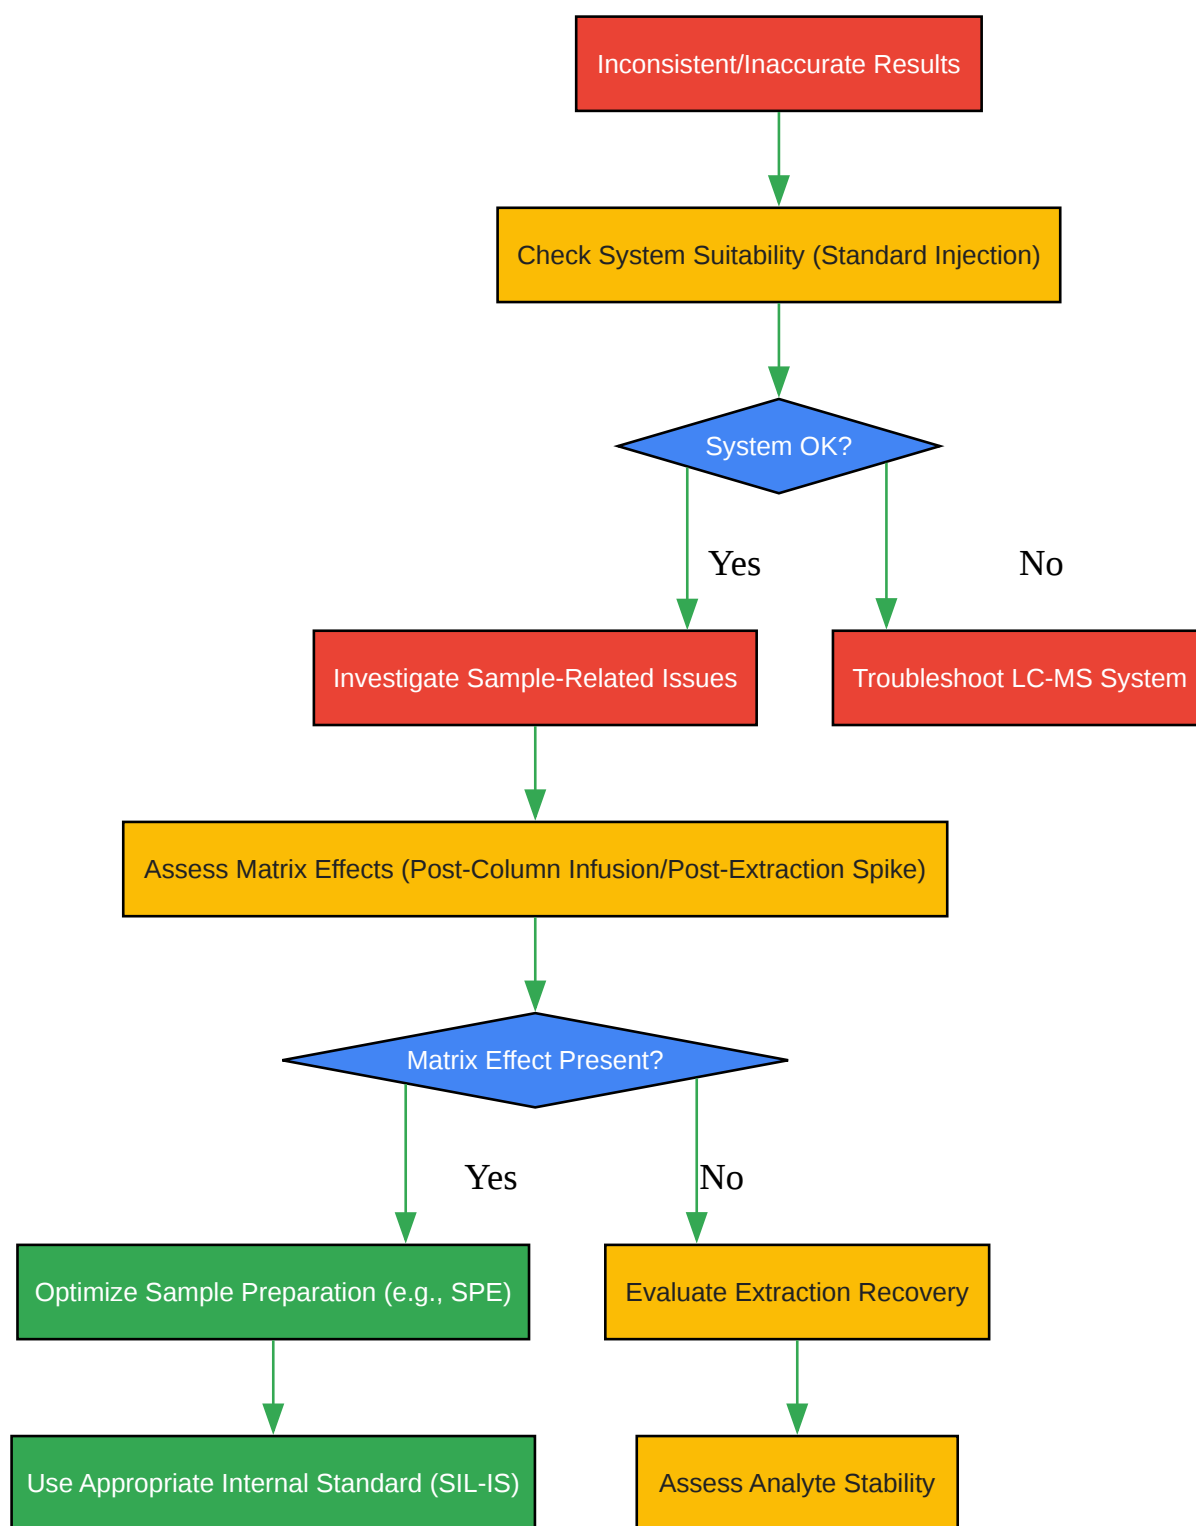 Inconsistent/Inaccurate Results
Check System Suitability (Standard Injection)
System OK?
Yes
No
Investigate Sample-Related Issues
Troubleshoot LC-MS System
Assess Matrix Effects (Post-Column Infusion/Post-Extraction Spike)
Matrix Effect Present?
Yes
No
Optimize Sample Preparation (e.g., SPE)
Evaluate Extraction Recovery
Use Appropriate Internal Standard (SIL-IS)
Assess Analyte Stability